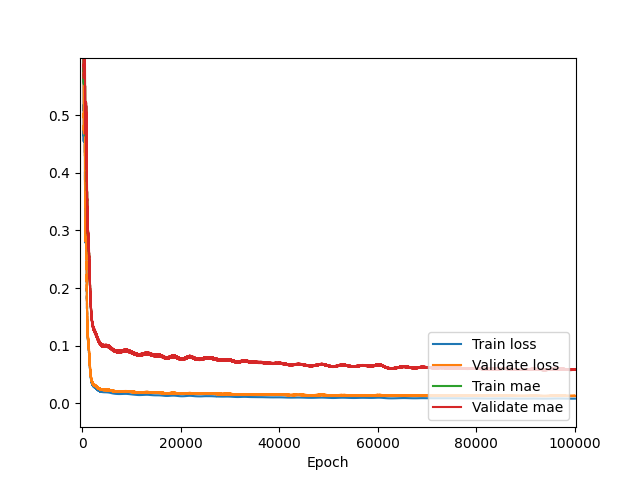 0.5
0.4
0.3
0.2
0.1
0.0
Train loss
Validate loss
Train mae
Validate mae
0 20000 40000 60000 80000 100000
Epoch